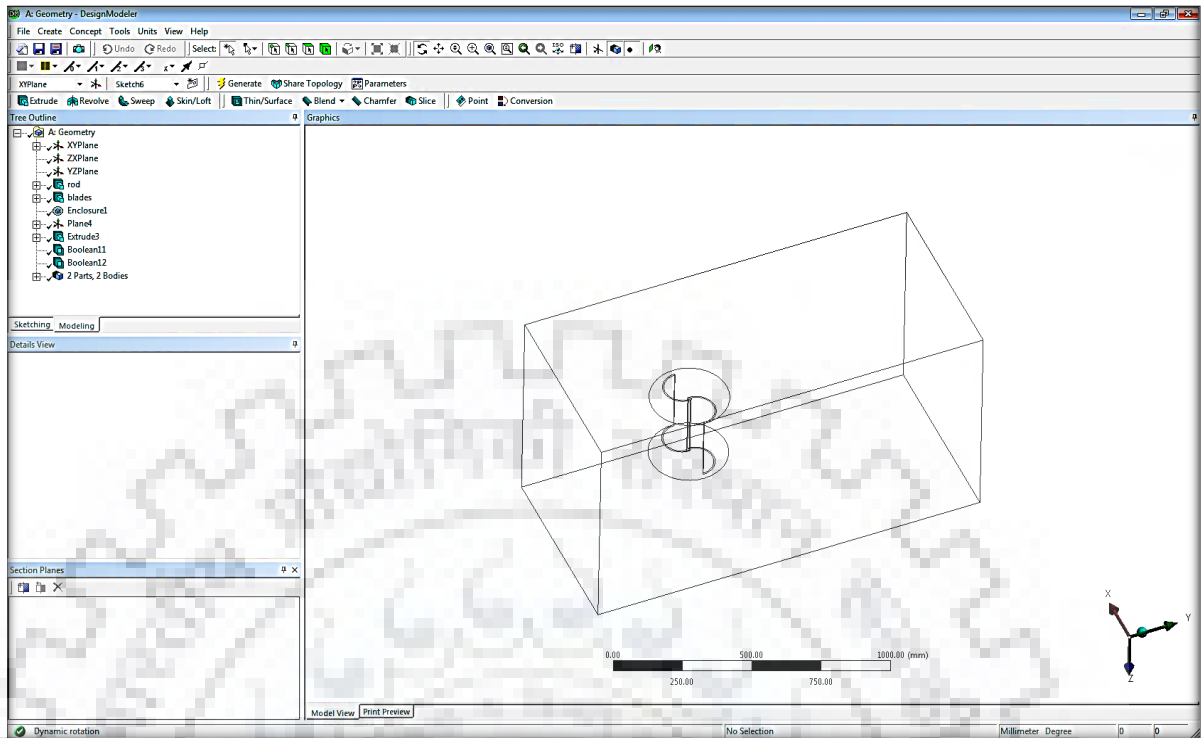 A: Geometry - DesignModeler
File Create Concept Tools Units View Help
Undo Redo Select:
XYPlane Sketch6 Generate Share Topology Parameters
Extrude Revolve Sweep Skin/Loft Thin/Surface Blend Chamfer Slice Point Conversion
Tree Outline
A: Geometry
XYPlane
ZXPlane
YZPlane
rod
blades
Enclosure1
Plane4
Extrude3
Boolean11
Boolean12
2 Parts, 2 Bodies
Sketching Modeling
Details View
Section Planes
Graphics
0.00 500.00 1000.00 (mm)
250.00 750.00
X
Y
Z
Model View Print Preview
Dynamic rotation No Selection Millimeter Degree 0 0